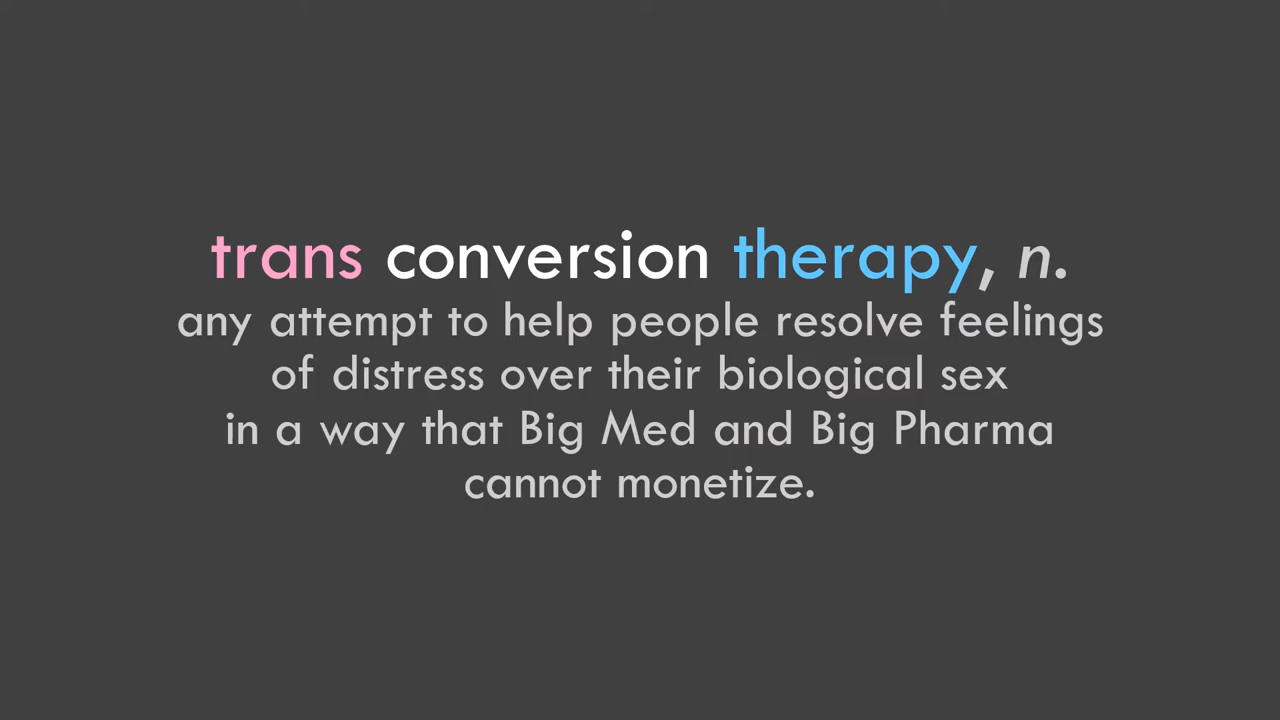 trans conversion therapy, n.
any attempt to help people resolve feelings
of distress over their biological sex
in a way that Big Med and Big Pharma
cannot monetize.